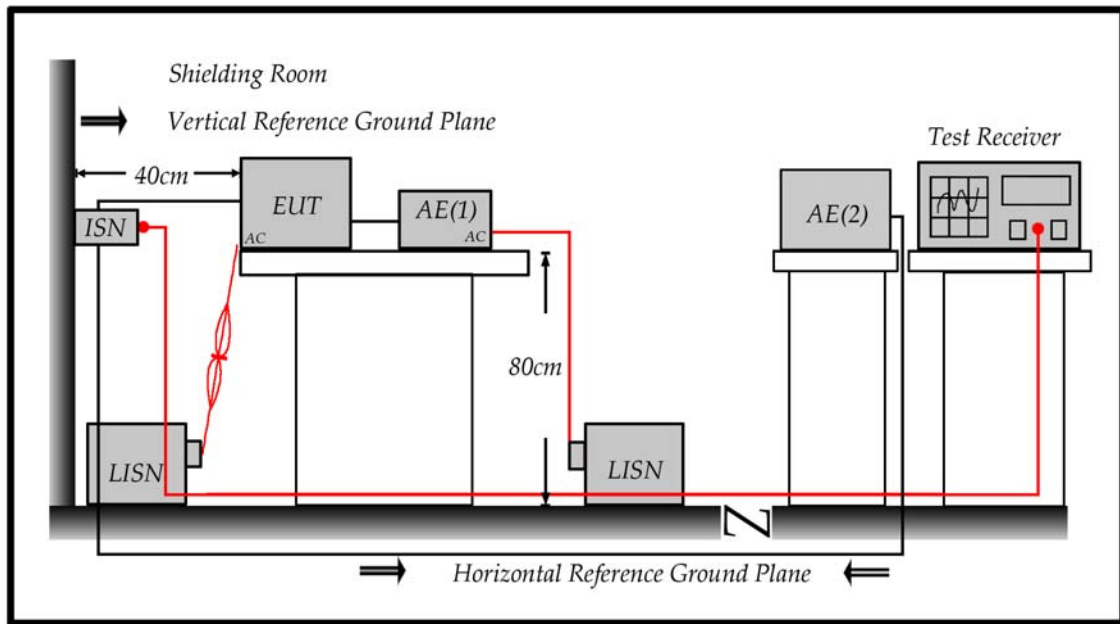 Shielding Room
Vertical Reference Ground Plane
Test Receiver
40cm
EUT
AC
AE(1)
AC
AE(2)
ISN
80cm
LISN
LISN
Z
Horizontal Reference Ground Plane